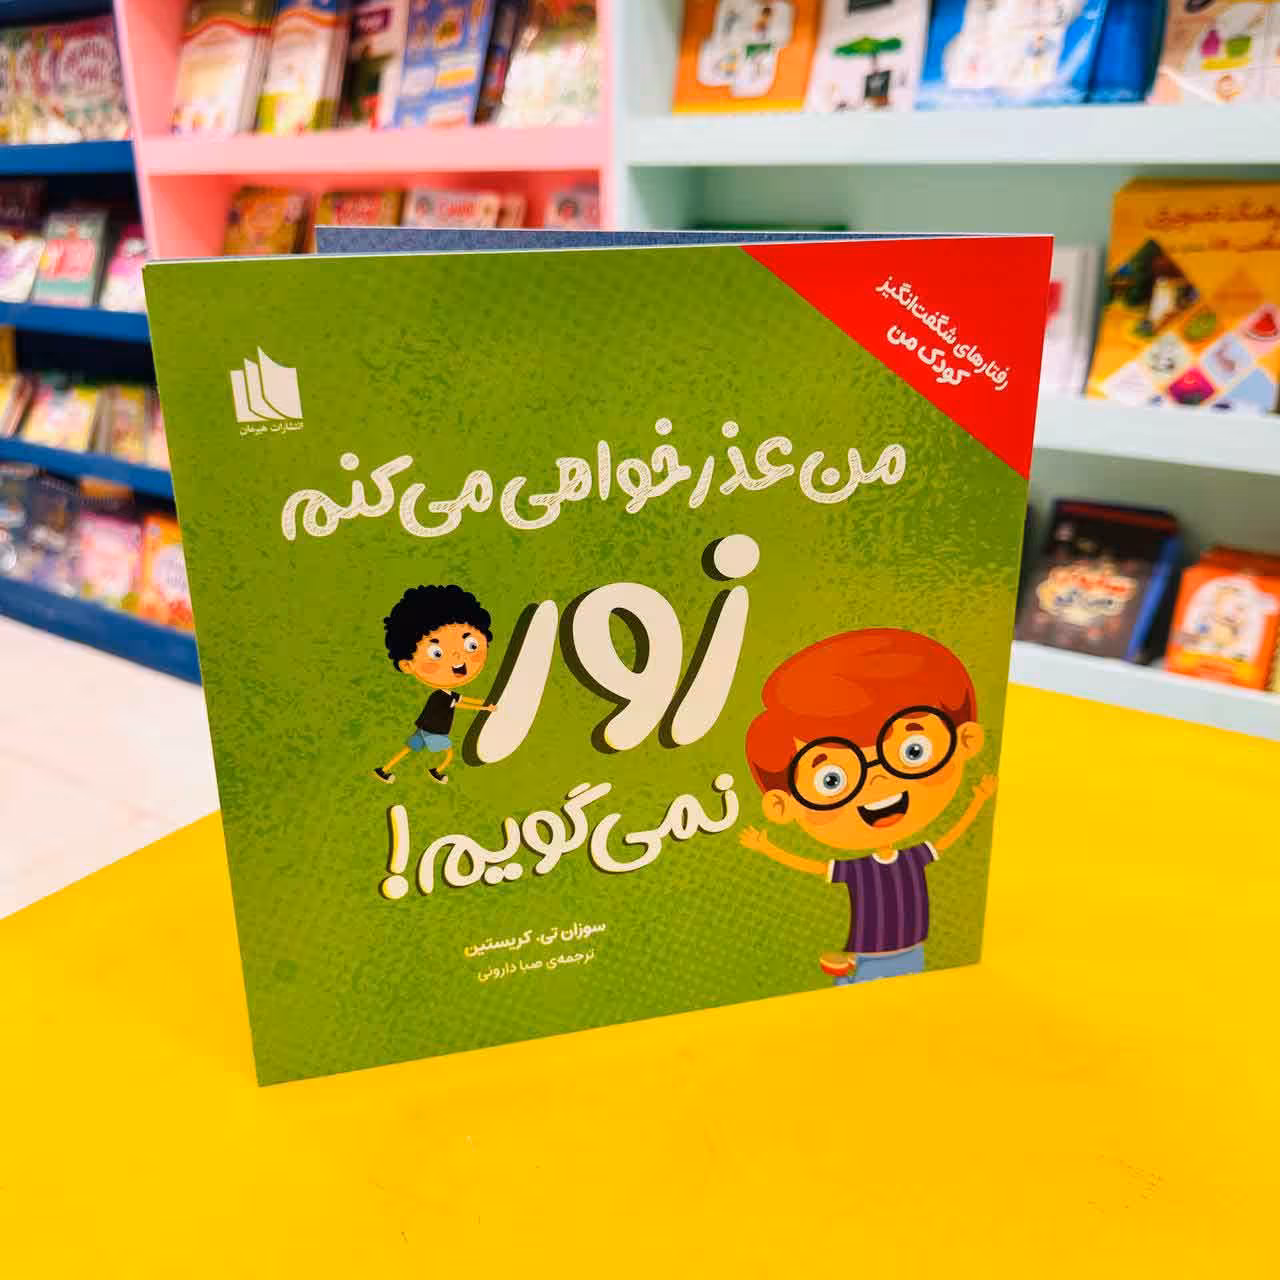 رفتارهای شگفت‌انگیز
کودک من
انتشارات هیرمان
من عذرخواهی می‌کنم
زور
نمی‌گویم!
سوزان تی. کریستین
ترجمه‌ی صبا دارونی